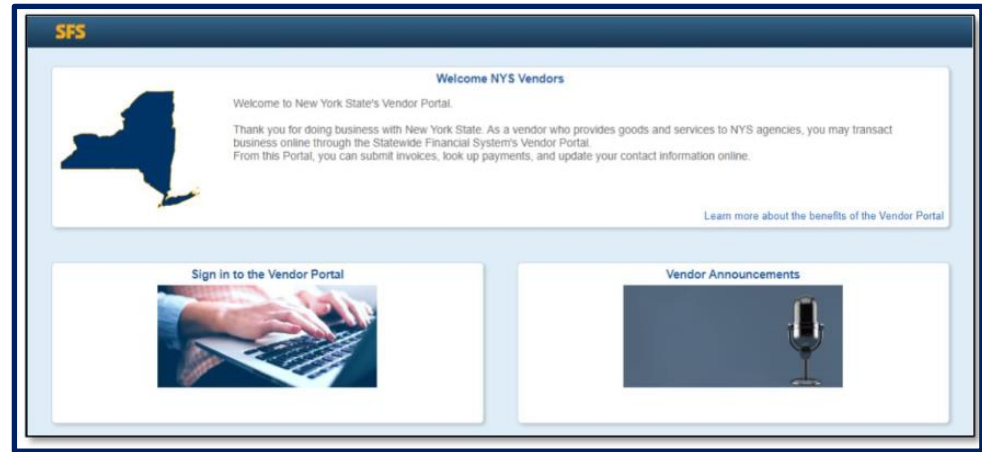 SFS
Welcome NYS Vendors
Welcome to New York State's Vendor Portal.
Thank you for doing business with New York State. As a vendor who provides goods and services to NYS agencies, you may transact
business online through the Statewide Financial System's Vendor Portal.
From this Portal, you can submit invoices, look up payments, and update your contact information online.
Learn more about the benefits of the Vendor Portal
Sign in to the Vendor Portal
Vendor Announcements